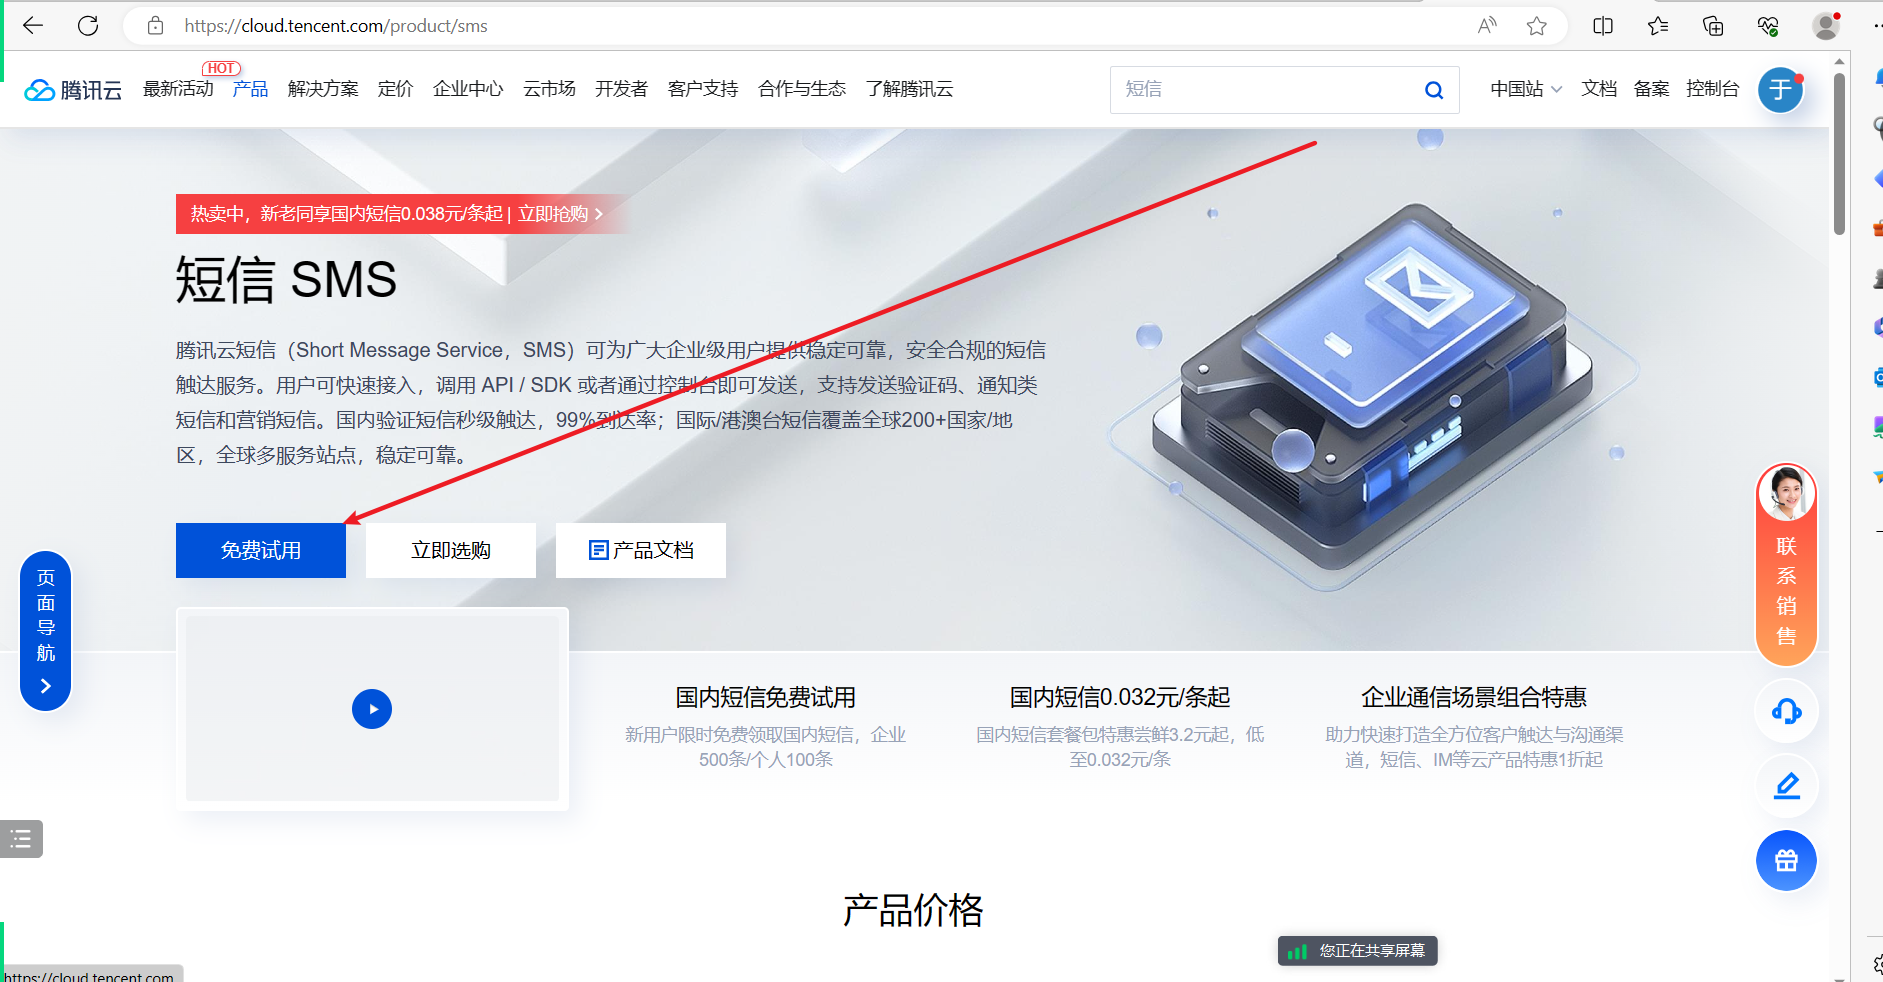 https://cloud.tencent.com/product/sms
腾讯云
最新活动
HOT
产品
解决方案
定价
企业中心
云市场
开发者
客户支持
合作与生态
了解腾讯云
短信
中国站
文档
备案
控制台
于
热卖中，新老同享国内短信0.038元/条起 | 立即抢购
短信 SMS
腾讯云短信（Short Message Service，SMS）可为广大企业级用户提供稳定可靠，安全合规的短信
触达服务。用户可快速接入，调用 API / SDK 或者通过控制台即可发送，支持发送验证码、通知类
短信和营销短信。国内验证短信秒级触达，99%到达率；国际/港澳台短信覆盖全球200+国家/地
区，全球多服务站点，稳定可靠。
免费试用
立即选购
产品文档
页面导航
联系销售
国内短信免费试用
新用户限时免费领取国内短信，企业
500条/个人100条
国内短信0.032元/条起
国内短信套餐包特惠尝鲜3.2元起，低
至0.032元/条
企业通信场景组合特惠
助力快速打造全方位客户触达与沟通渠
道，短信、IM等云产品特惠1折起
产品价格
您正在共享屏幕
https://cloud.tencent.com